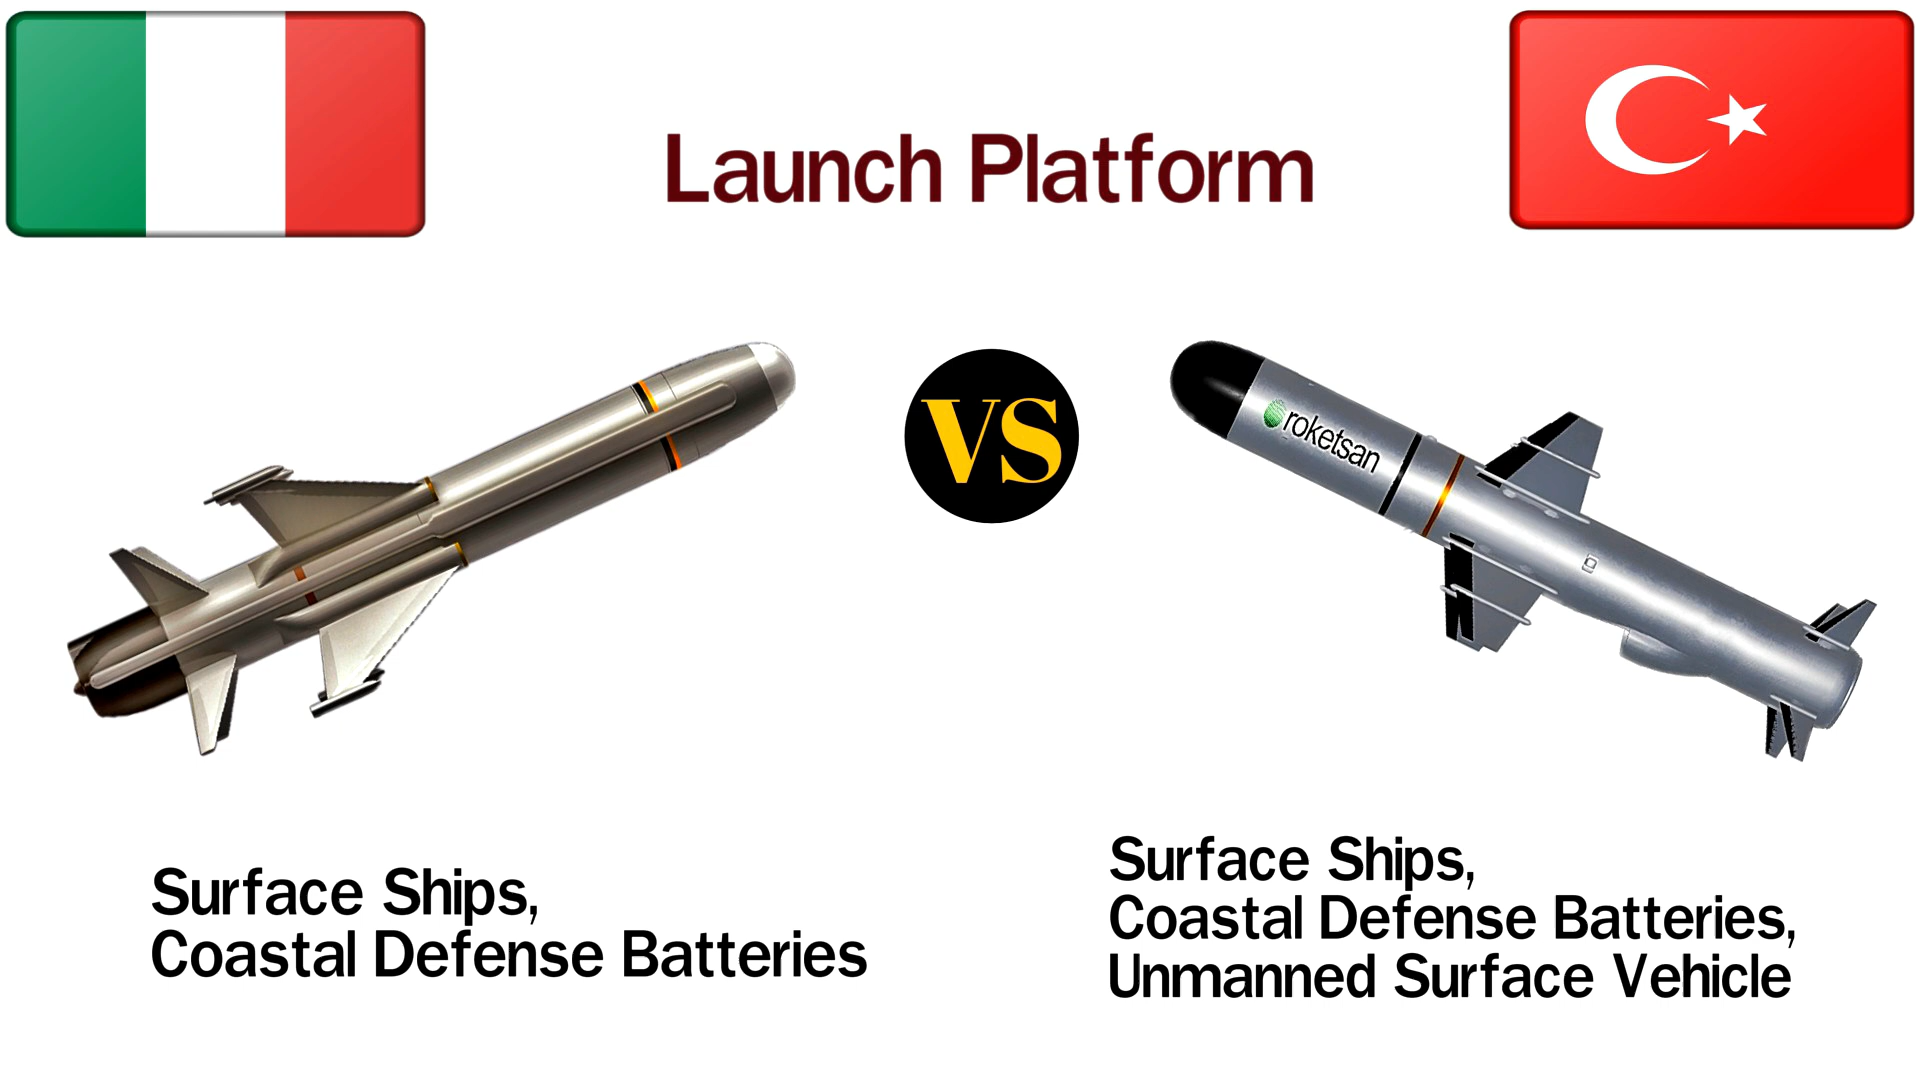 Launch Platform
VS
roketsan
Surface Ships,
Coastal Defense Batteries
Surface Ships,
Coastal Defense Batteries,
Unmanned Surface Vehicle